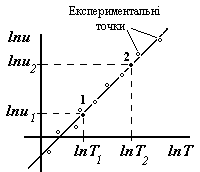 Експериментальні
точки
lnu
lnu₂
2
lnu₁
1
lnT₁ lnT₂ lnT